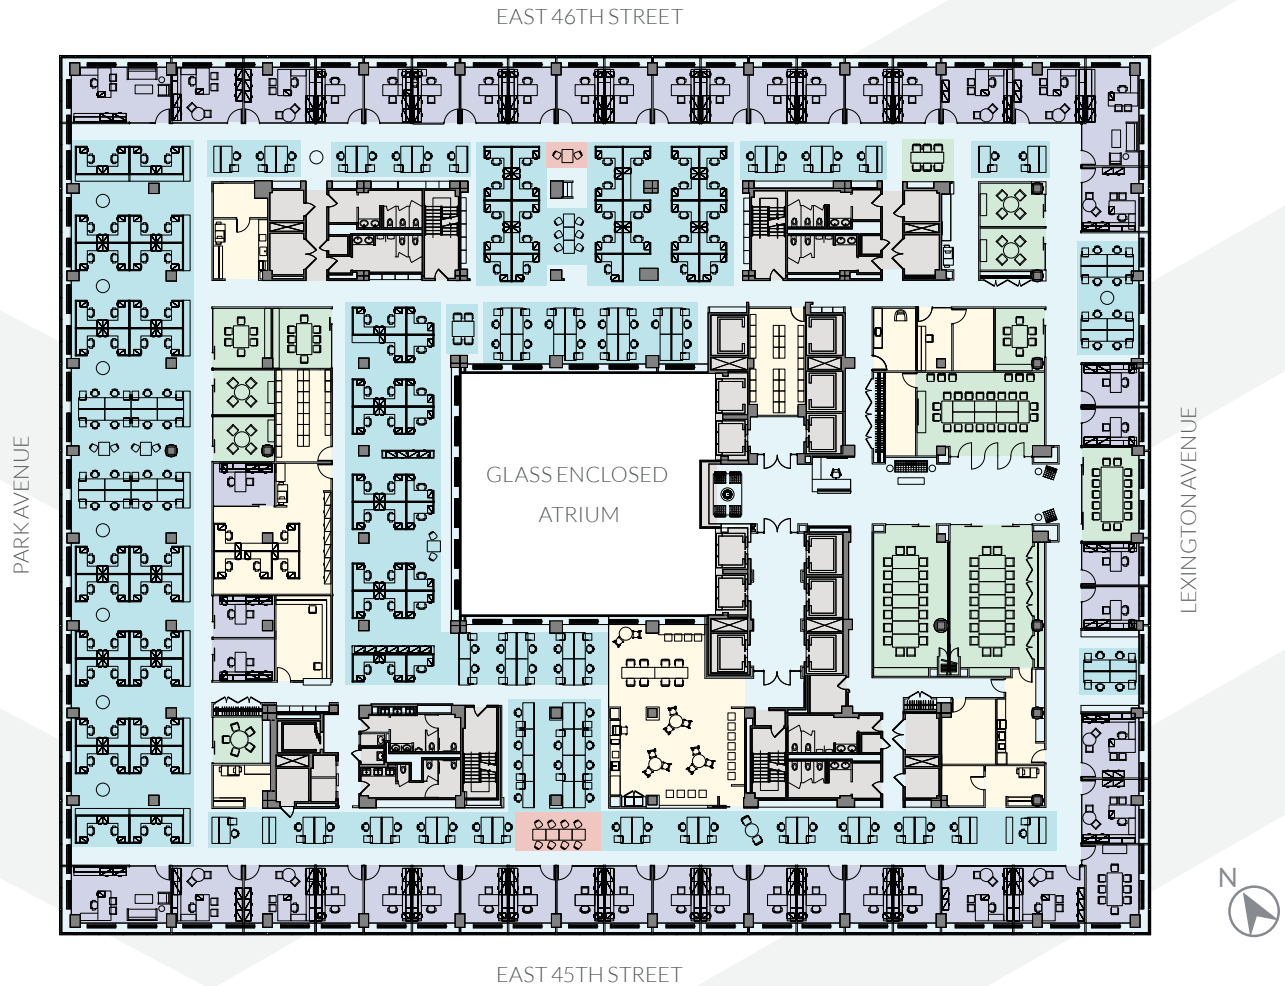 EAST 46TH STREET
PARK AVENUE
GLASS ENCLOSED
ATRIUM
LEXINGTON AVENUE
N
EAST 45TH STREET